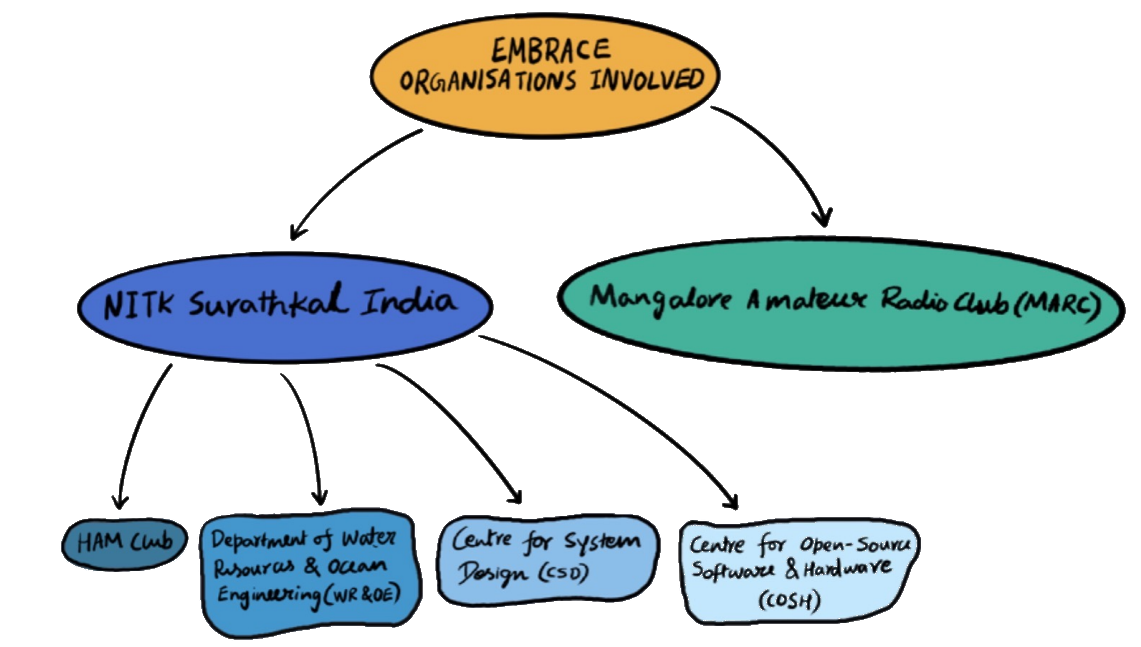 EMBRACE
ORGANISATIONS INVOLVED
NITK Surathkal India
Mangalore Amateur Radio Club (MARC)
HAM Club
Department of Water
Resources & Ocean
Engineering (WR & OE)
Centre for System
Design (CSD)
Centre for Open-Source
Software & Hardware
(COSH)